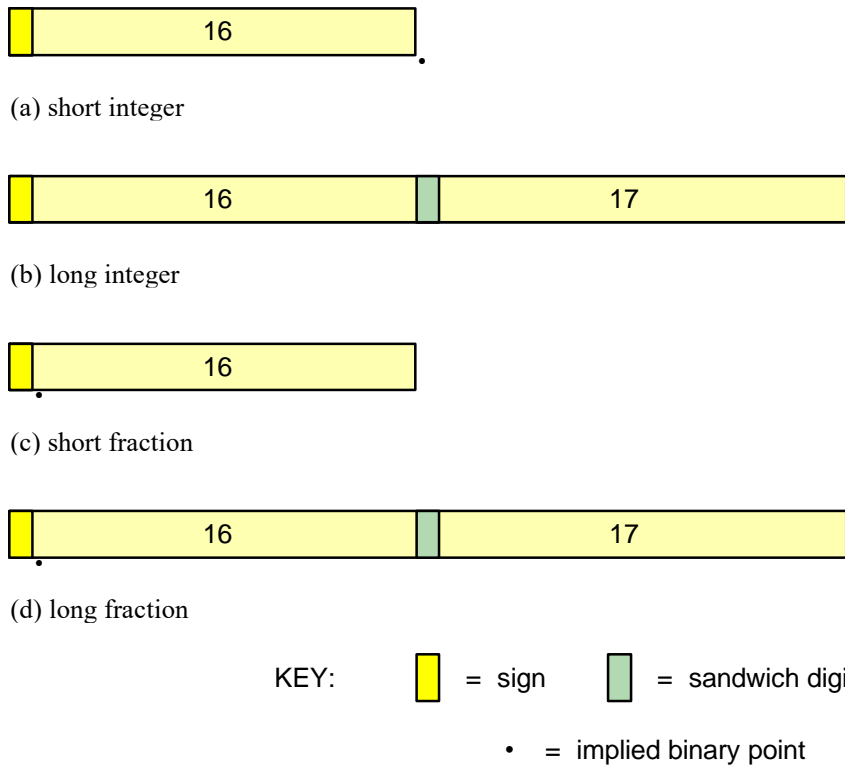 16
(a) short integer
16 17
(b) long integer
16
(c) short fraction
16 17
(d) long fraction
KEY: = sign = sandwich digi
• = implied binary point